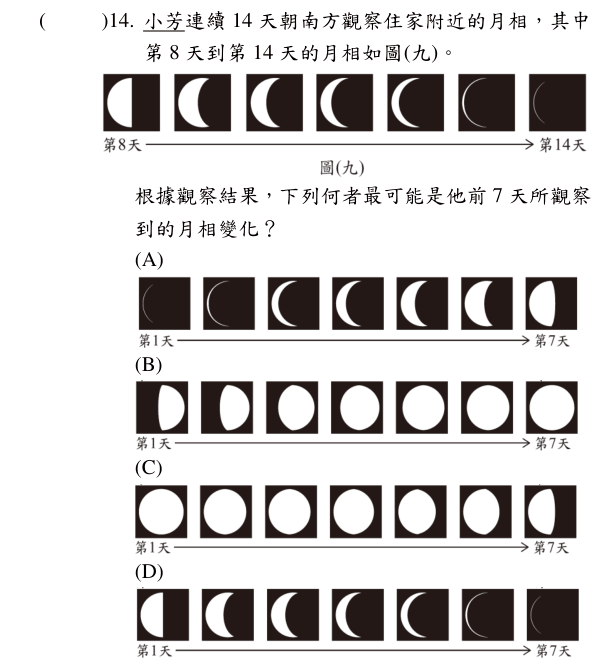 (　　)14. 小芳連續 14 天朝南方觀察住家附近的月相，其中
第 8 天到第 14 天的月相如圖(九)。
第8天 第14天
圖(九)
根據觀察結果，下列何者最可能是他前 7 天所觀察
到的月相變化？
(A)
第1天 第7天
(B)
第1天 第7天
(C)
第1天 第7天
(D)
第1天 第7天